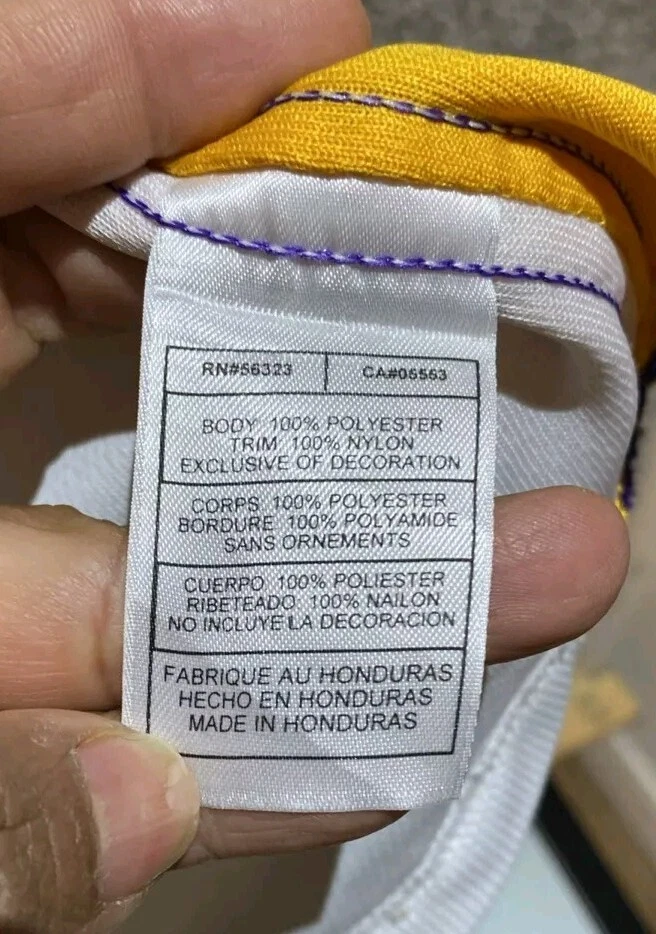 RN#56323 CA#05553
BODY 100% POLYESTER
TRIM 100% NYLON
EXCLUSIVE OF DECORATION
CORPS 100% POLYESTER
BORDURE 100% POLYAMIDE
SANS ORNEMENTS
CUERPO 100% POLIESTER
RIBETEADO 100% NAILON
NO INCLUYE LA DECORACION
FABRIQUE AU HONDURAS
HECHO EN HONDURAS
MADE IN HONDURAS